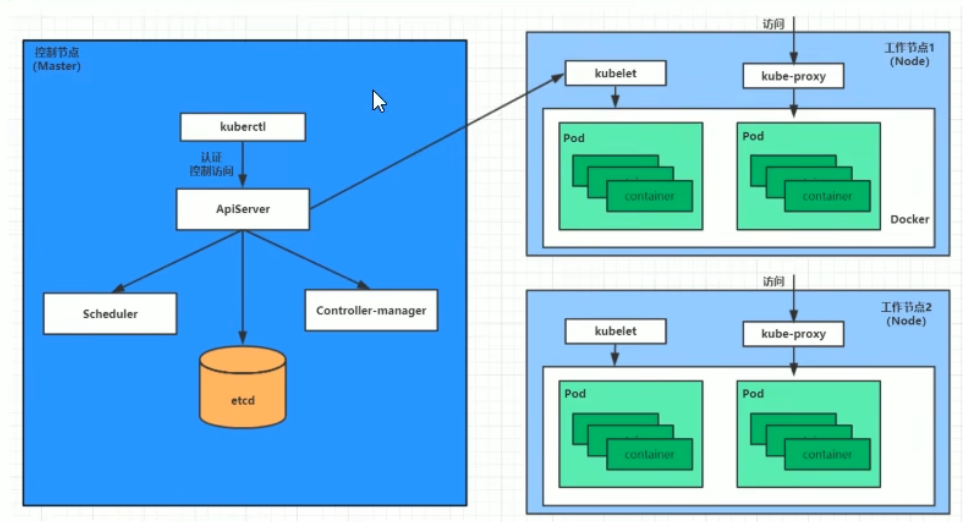 控制节点
(Master)
kuberctl
认证
控制访问
ApiServer
Scheduler
Controller-manager
etcd
访问
工作节点1
(Node)
kubelet
kube-proxy
Pod
container
Pod
container
Docker
访问
工作节点2
(Node)
kubelet
kube-proxy
Pod
container
Pod
container